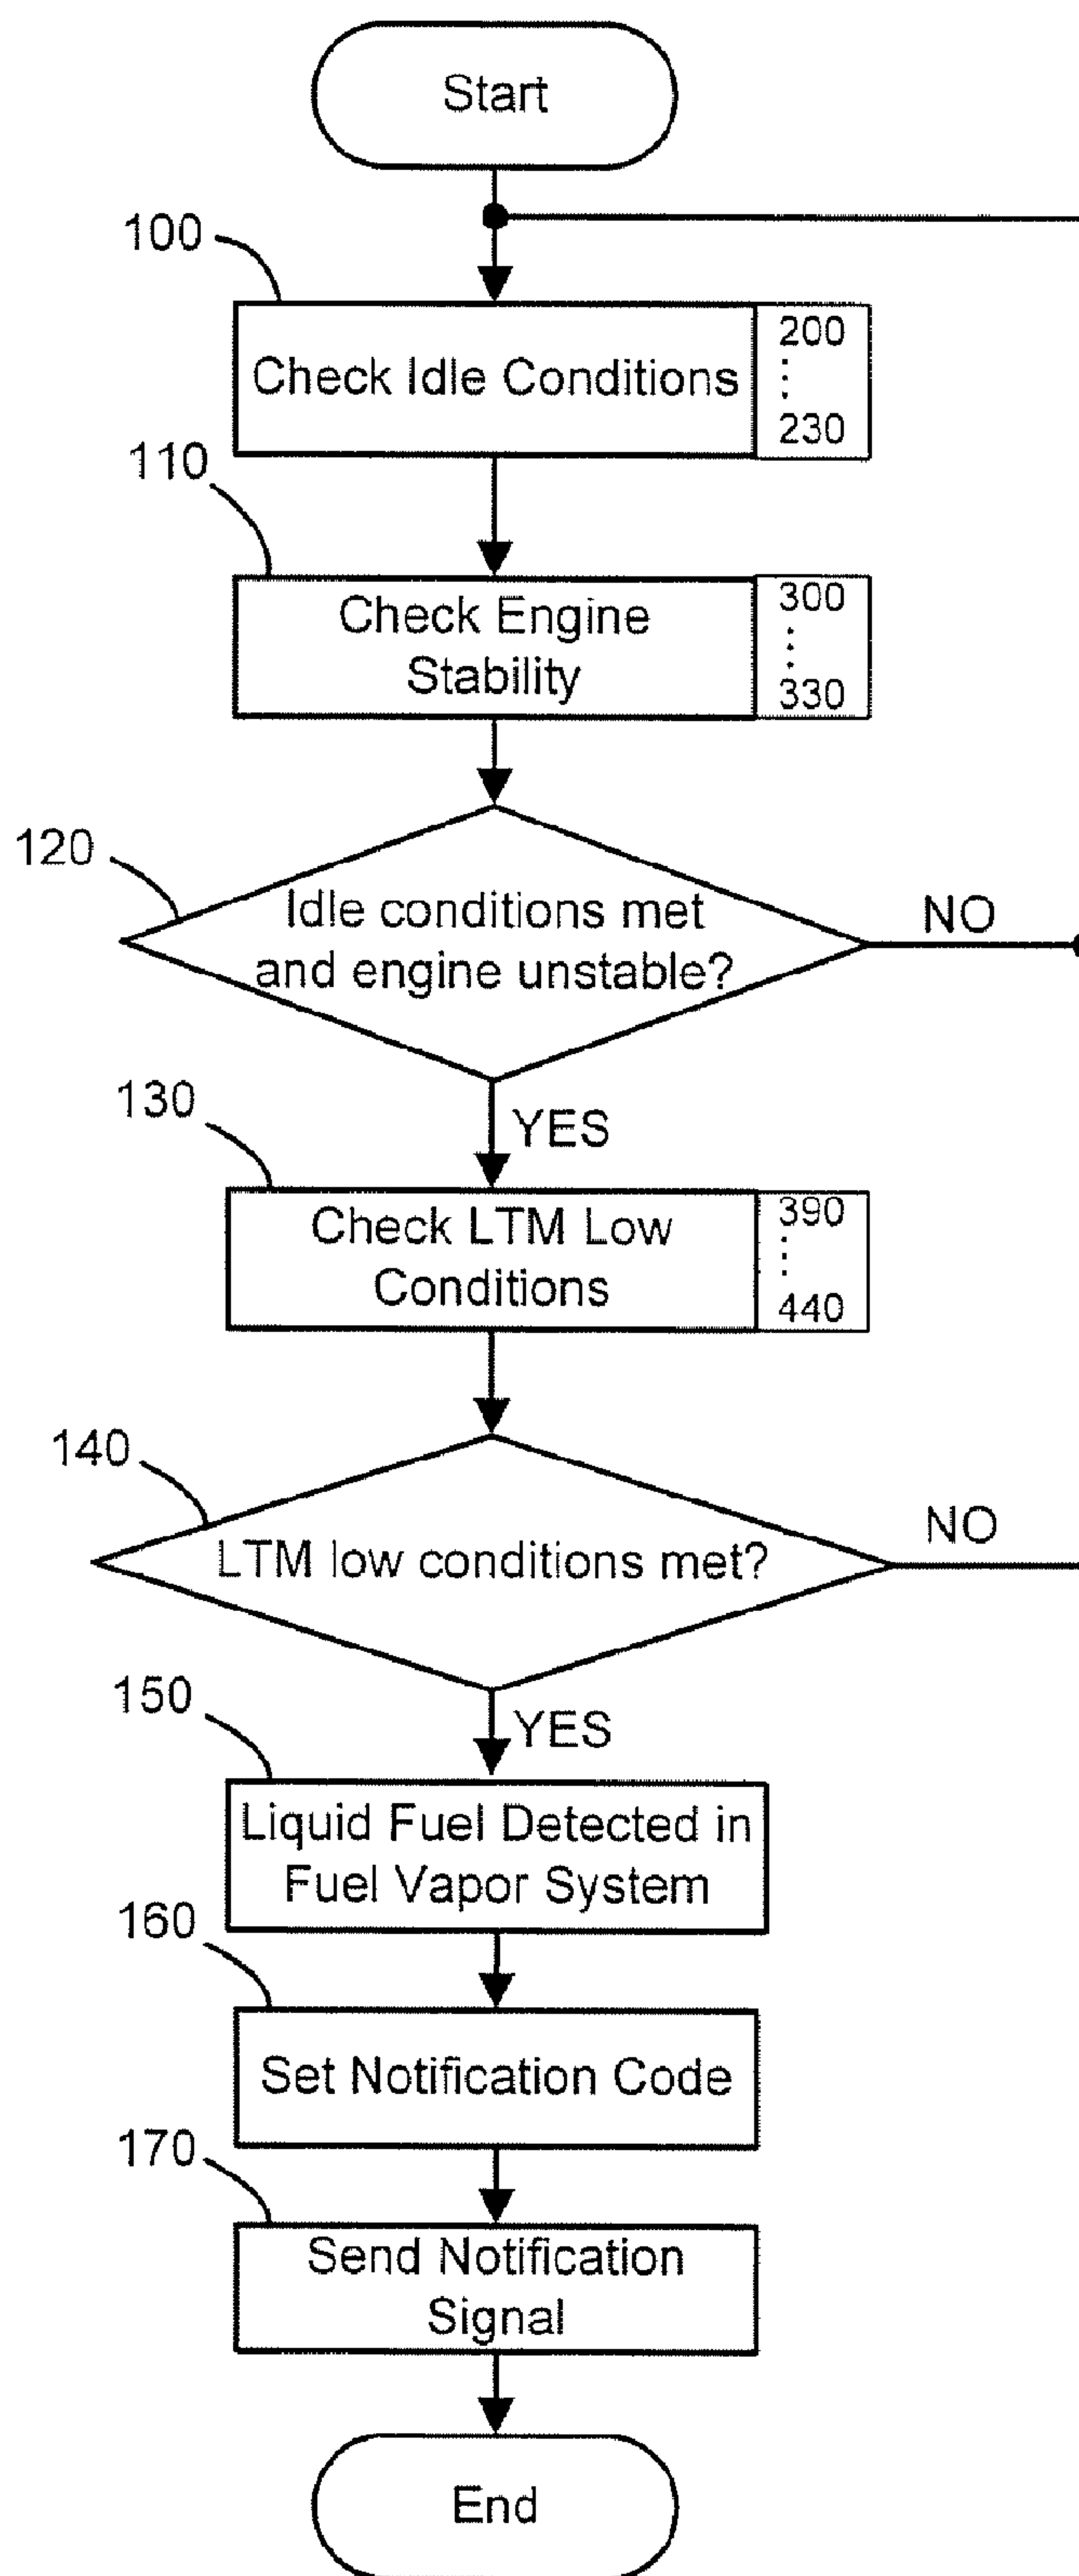 Start
100
Check Idle Conditions
200
⋮
230
110
Check Engine
Stability
300
⋮
330
120
Idle conditions met
and engine unstable?
NO
YES
130
Check LTM Low
Conditions
390
⋮
440
140
LTM low conditions met?
NO
YES
150
Liquid Fuel Detected in
Fuel Vapor System
160
Set Notification Code
170
Send Notification
Signal
End